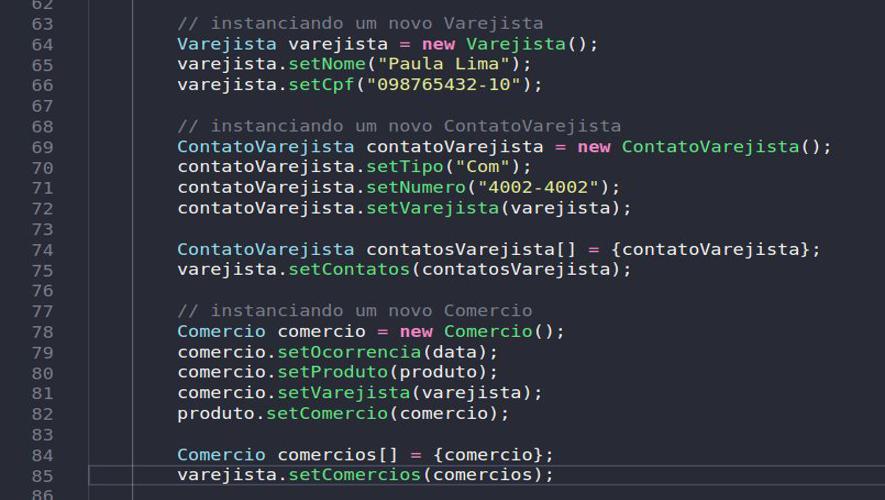 62
63 // instanciando um novo Varejista
64 Varejista varejista = new Varejista();
65 varejista.setNome("Paula Lima");
66 varejista.setCpf("098765432-10");
67
68 // instanciando um novo ContatoVarejista
69 ContatoVarejista contatoVarejista = new ContatoVarejista();
70 contatoVarejista.setTipo("Com");
71 contatoVarejista.setNumero("4002-4002");
72 contatoVarejista.setVarejista(varejista);
73
74 ContatoVarejista contatosVarejista[] = {contatoVarejista};
75 varejista.setContatos(contatosVarejista);
76
77 // instanciando um novo Comercio
78 Comercio comercio = new Comercio();
79 comercio.setOcorrencia(data);
80 comercio.setProduto(produto);
81 comercio.setVarejista(varejista);
82 produto.setComercio(comercio);
83
84 Comercio comercios[] = {comercio};
85 varejista.setComercios(comercios);
86